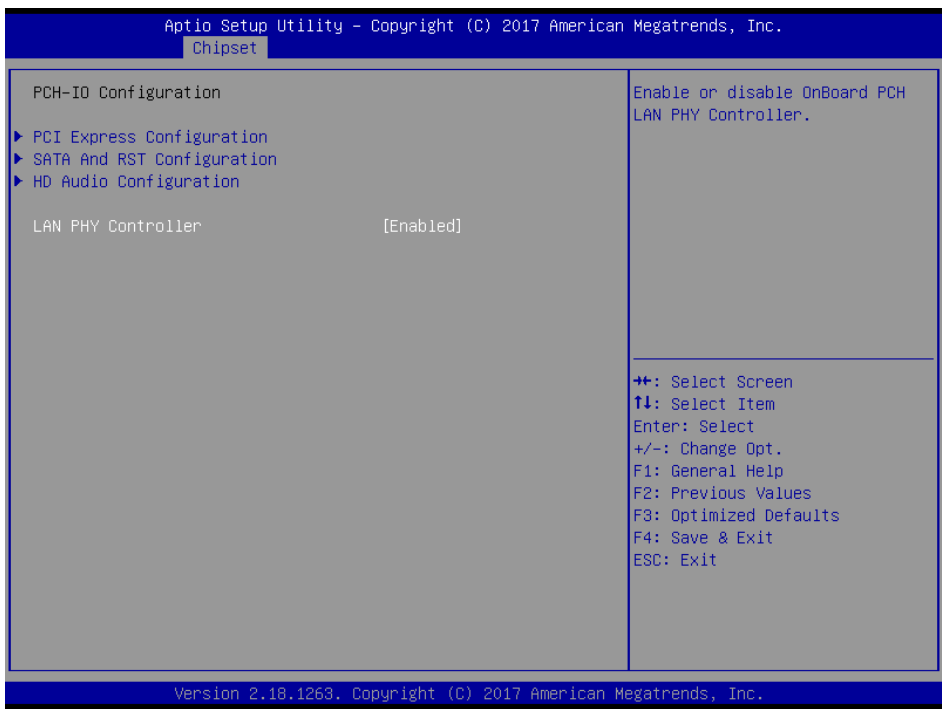 Aptio Setup Utility – Copyright (C) 2017 American Megatrends, Inc.
Chipset
PCH-IO Configuration
PCI Express Configuration
SATA And RST Configuration
HD Audio Configuration
LAN PHY Controller [Enabled]
Enable or disable OnBoard PCH
LAN PHY Controller.
→←: Select Screen
↑↓: Select Item
Enter: Select
+/-: Change Opt.
F1: General Help
F2: Previous Values
F3: Optimized Defaults
F4: Save & Exit
ESC: Exit
Version 2.18.1263. Copyright (C) 2017 American Megatrends, Inc.